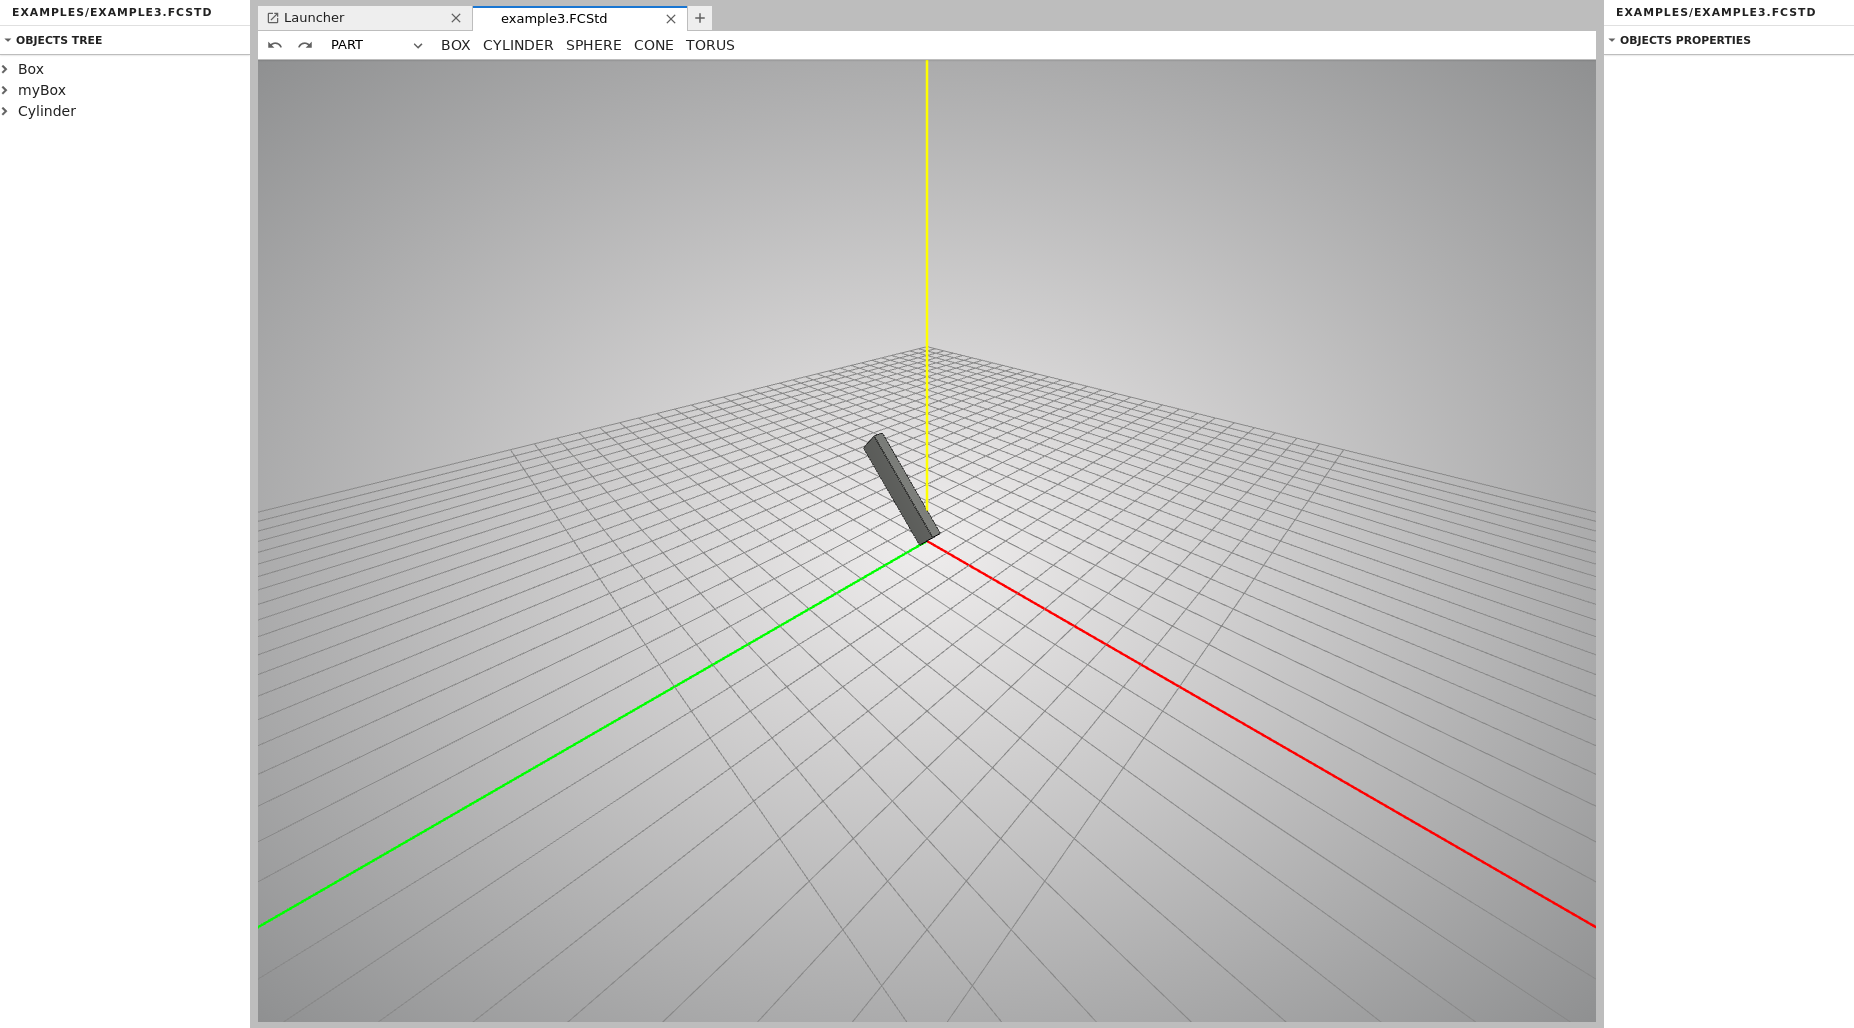 EXAMPLES/EXAMPLE3.FCSTD
OBJECTS TREE
Box
myBox
Cylinder
Launcher
example3.FCStd
PART
BOX CYLINDER SPHERE CONE TORUS
EXAMPLES/EXAMPLE3.FCSTD
OBJECTS PROPERTIES